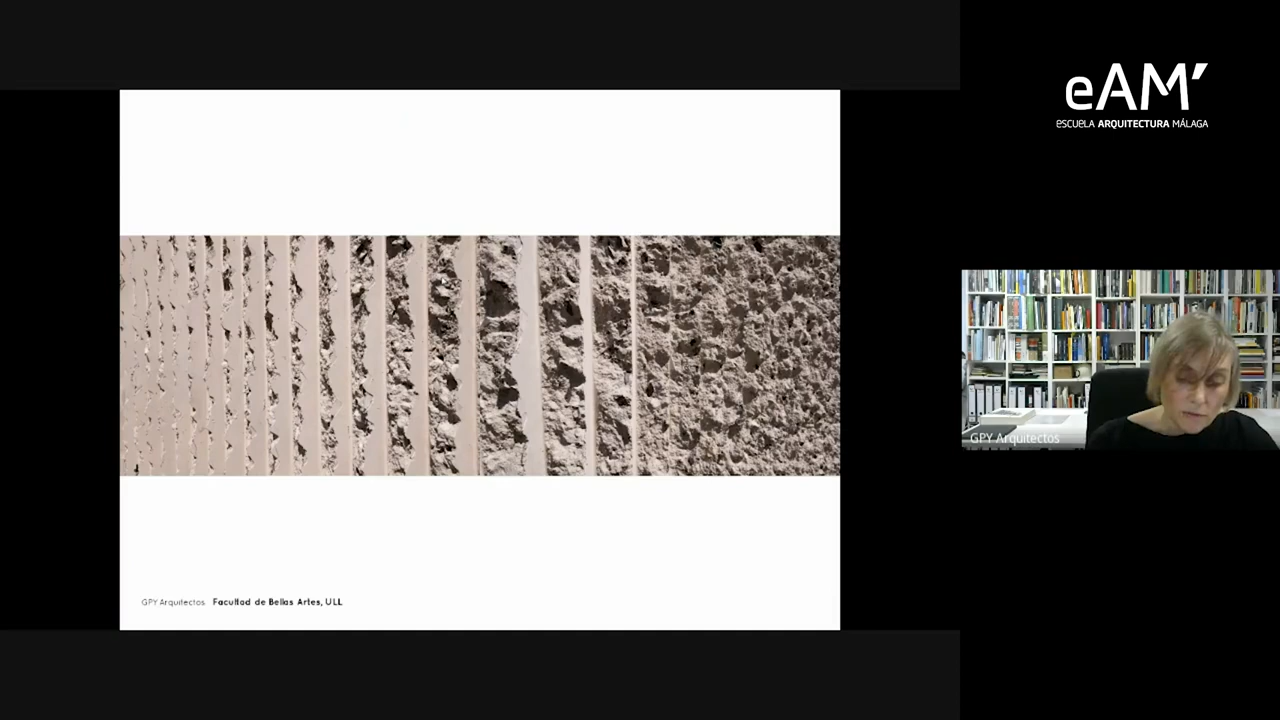 eAM'
ESCUELA ARQUITECTURA MÁLAGA
GPY Arquitectos
GPY Arquitectos Facultad de Bellas Artes, ULL